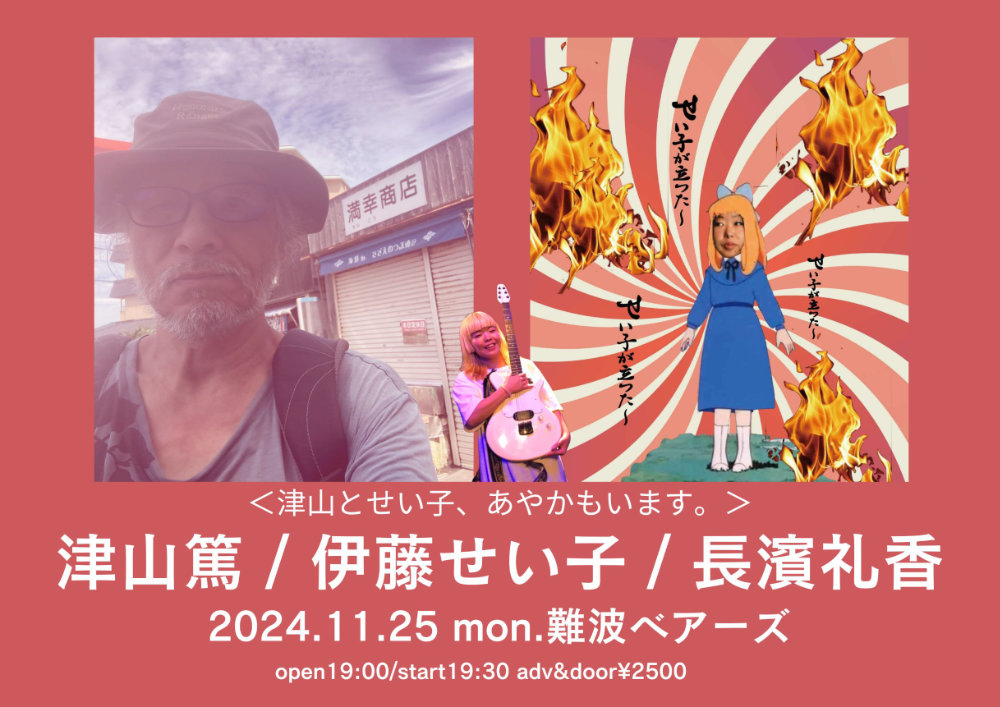 満幸商店
せい子が立った〜
せい子が立った〜
せい子が立った〜
＜津山とせい子、あやかもいます。＞
津山篤 / 伊藤せい子 / 長濱礼香
2024.11.25 mon.難波ベアーズ
open19:00/start19:30 adv&door¥2500